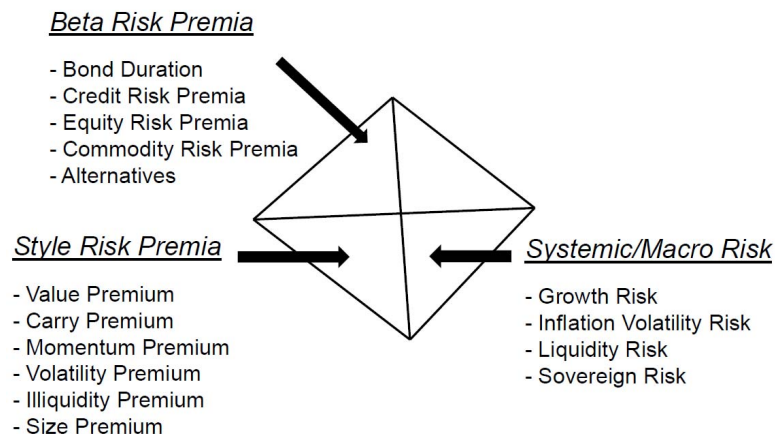 Beta Risk Premia
- Bond Duration
- Credit Risk Premia
- Equity Risk Premia
- Commodity Risk Premia
- Alternatives
Style Risk Premia
- Value Premium
- Carry Premium
- Momentum Premium
- Volatility Premium
- Illiquidity Premium
- Size Premium
Systemic/Macro Risk
- Growth Risk
- Inflation Volatility Risk
- Liquidity Risk
- Sovereign Risk